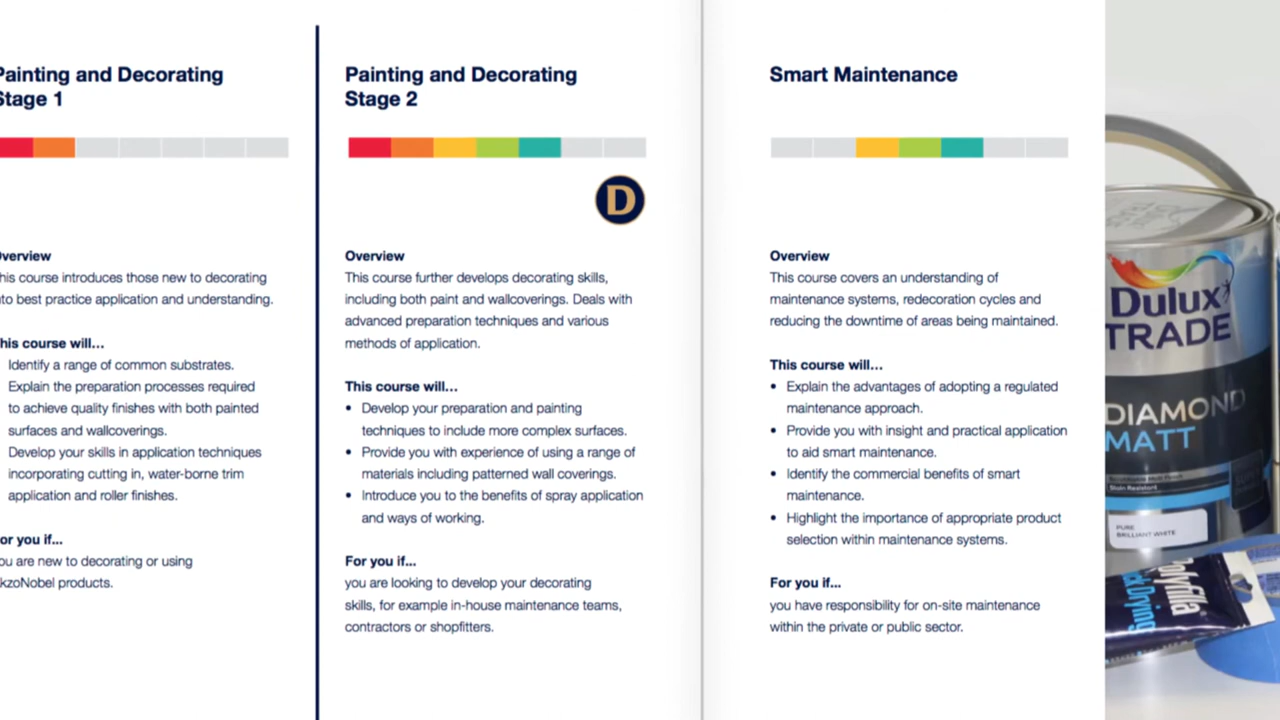 Painting and Decorating
Stage 1
Overview
This course introduces those new to decorating
into best practice application and understanding.
This course will...
Identify a range of common substrates.
Explain the preparation processes required
to achieve quality finishes with both painted
surfaces and wallcoverings.
Develop your skills in application techniques
incorporating cutting in, water-borne trim
application and roller finishes.
For you if...
you are new to decorating or using
AkzoNobel products.
Painting and Decorating
Stage 2
D
Overview
This course further develops decorating skills,
including both paint and wallcoverings. Deals with
advanced preparation techniques and various
methods of application.
This course will...
• Develop your preparation and painting
techniques to include more complex surfaces.
• Provide you with experience of using a range of
materials including patterned wall coverings.
• Introduce you to the benefits of spray application
and ways of working.
For you if...
you are looking to develop your decorating
skills, for example in-house maintenance teams,
contractors or shopfitters.
Smart Maintenance
Overview
This course covers an understanding of
maintenance systems, redecoration cycles and
reducing the downtime of areas being maintained.
This course will...
• Explain the advantages of adopting a regulated
maintenance approach.
• Provide you with insight and practical application
to aid smart maintenance.
• Identify the commercial benefits of smart
maintenance.
• Highlight the importance of appropriate product
selection within maintenance systems.
For you if...
you have responsibility for on-site maintenance
within the private or public sector.
Dulux
TRADE
DIAMOND
MATT
Stain Resistant
PURE
BRILLIANT WHITE
Polyfilla